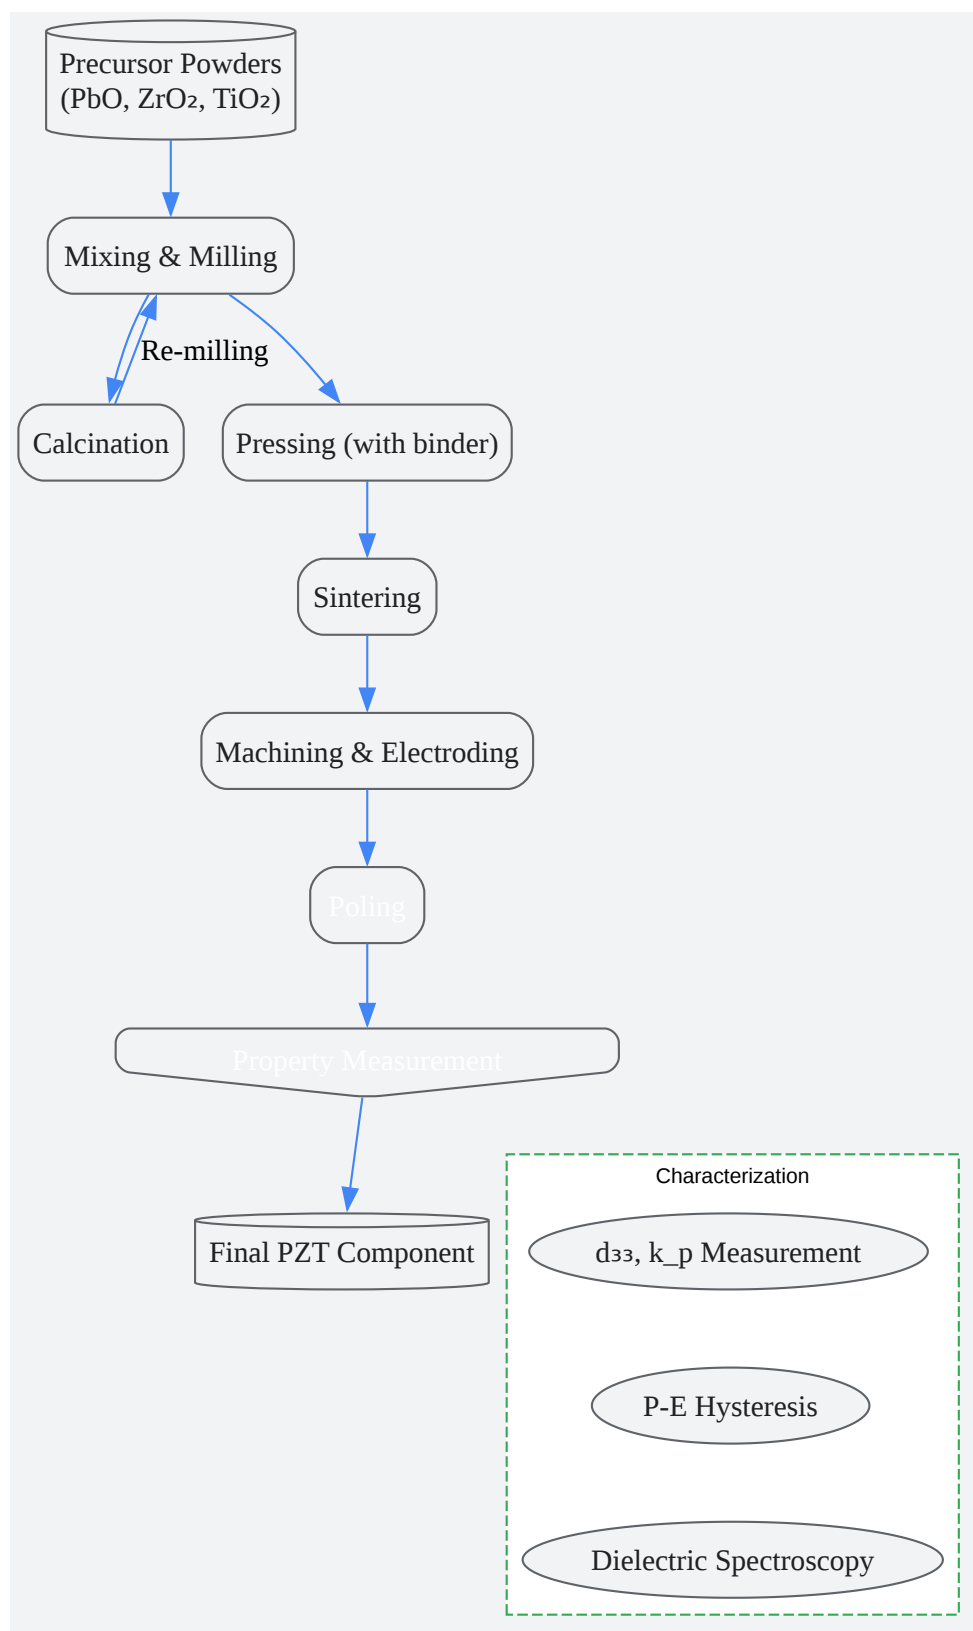 Precursor Powders
(PbO, ZrO₂, TiO₂)
Mixing & Milling
Re-milling
Calcination
Pressing (with binder)
Sintering
Machining & Electroding
Poling
Property Measurement
Characterization
Final PZT Component
d₃₃, k_p Measurement
P-E Hysteresis
Dielectric Spectroscopy